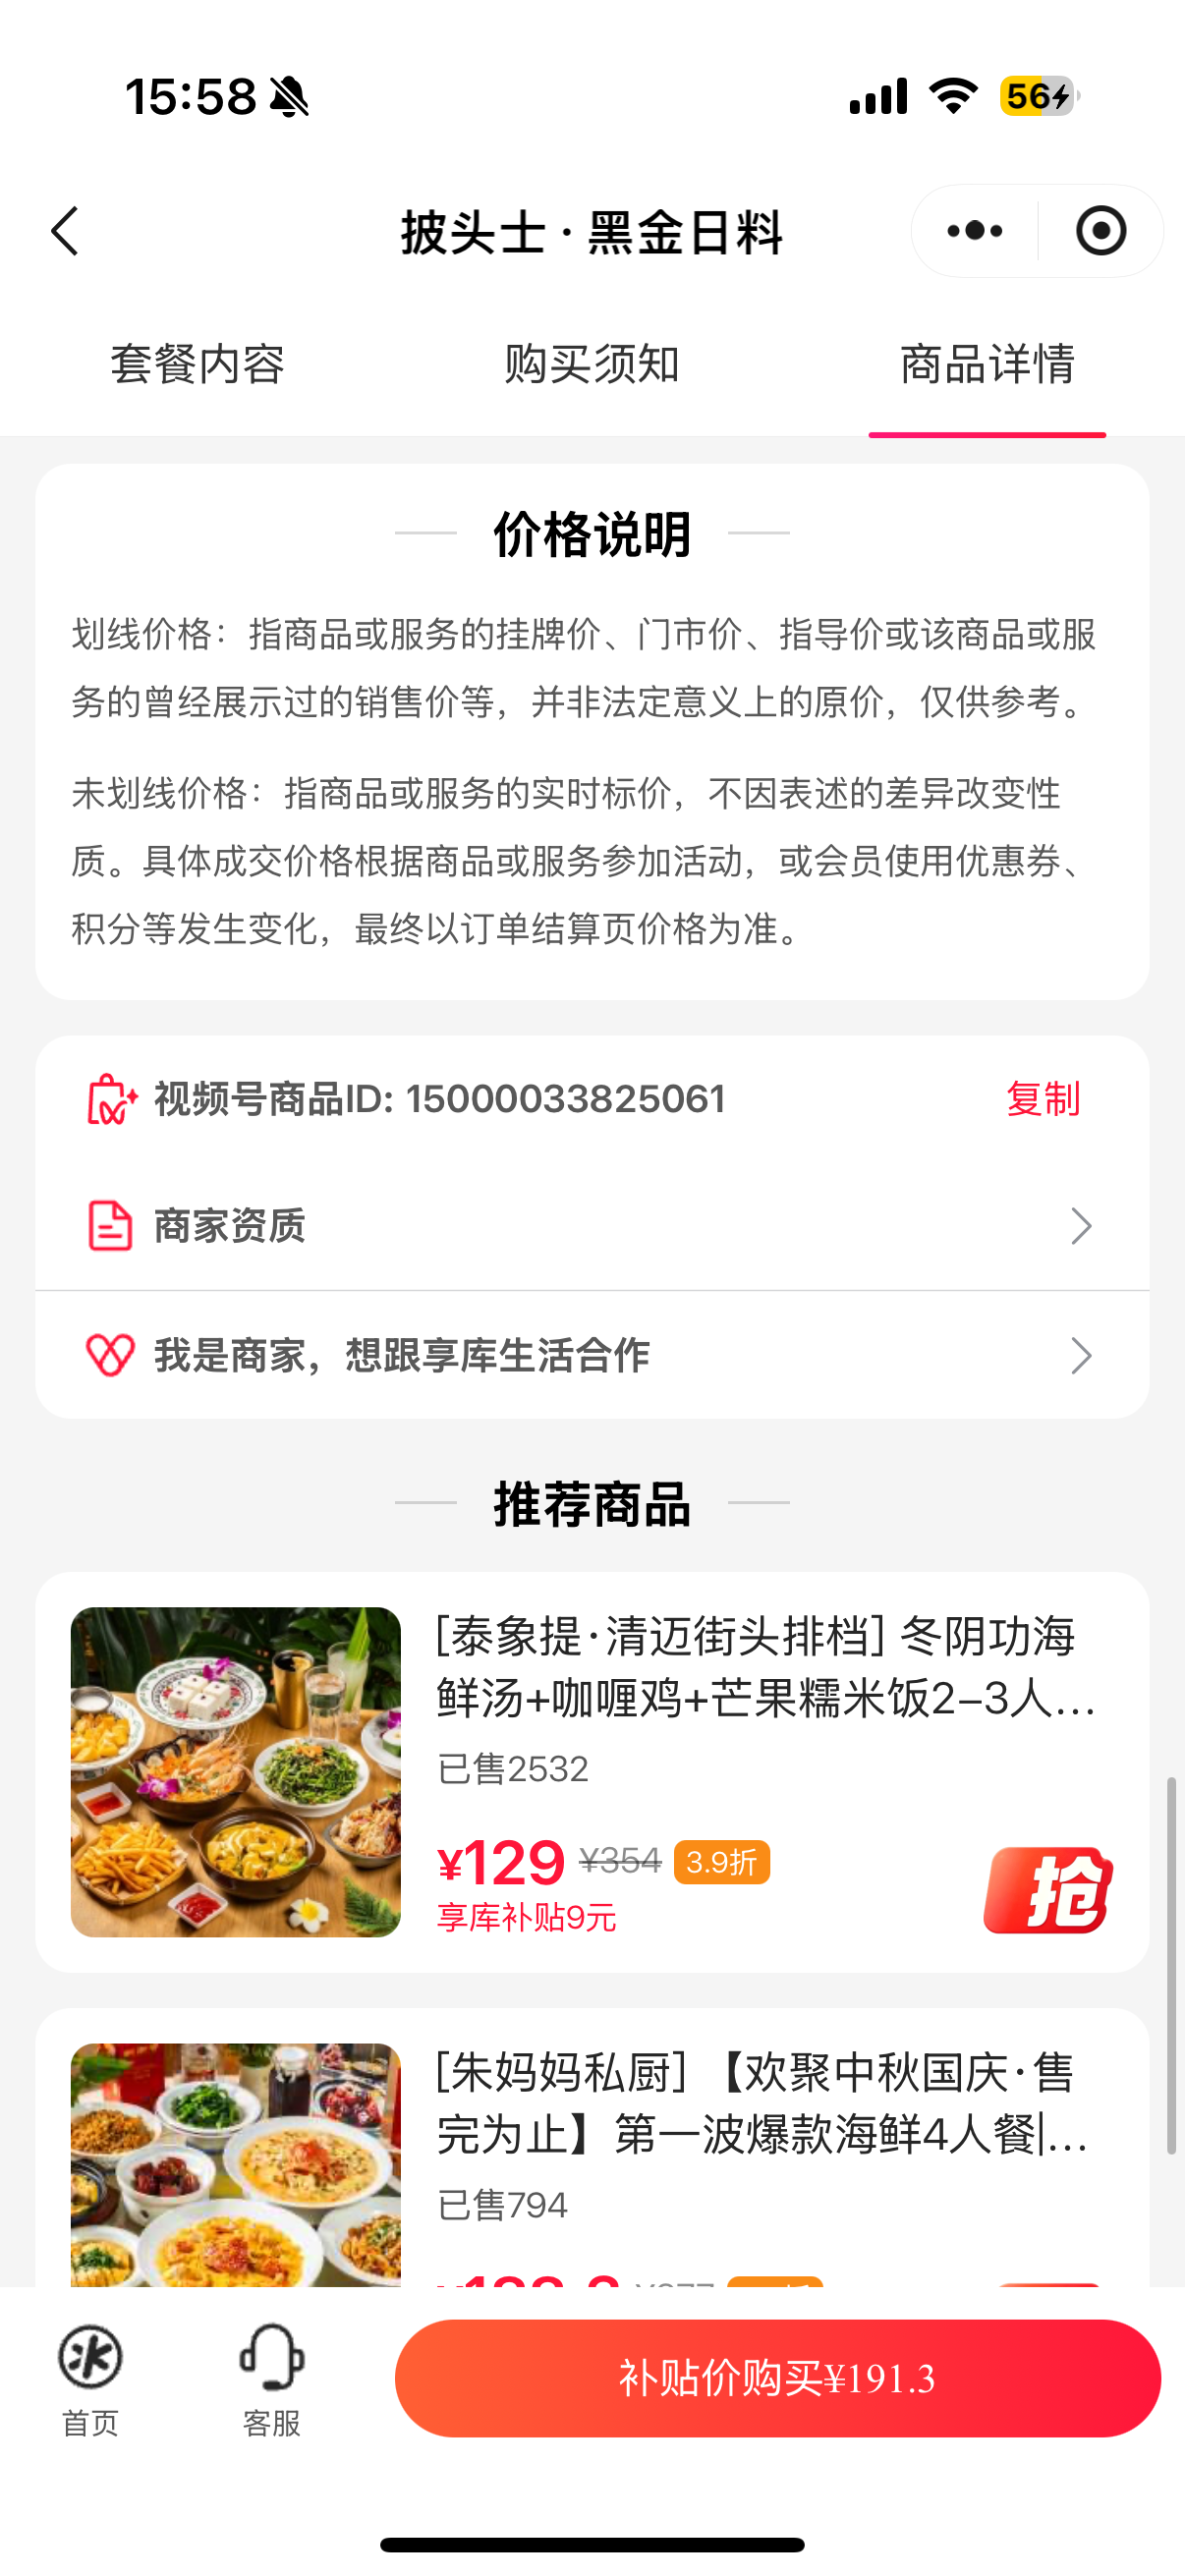 15:58
56
披头士·黑金日料
套餐内容
购买须知
商品详情
价格说明
划线价格：指商品或服务的挂牌价、门市价、指导价或该商品或服
务的曾经展示过的销售价等，并非法定意义上的原价，仅供参考。
未划线价格：指商品或服务的实时标价，不因表述的差异改变性
质。具体成交价格根据商品或服务参加活动，或会员使用优惠券、
积分等发生变化，最终以订单结算页价格为准。
视频号商品ID: 15000033825061
复制
商家资质
我是商家，想跟享库生活合作
推荐商品
[泰象提·清迈街头排档] 冬阴功海
鲜汤+咖喱鸡+芒果糯米饭2-3人...
已售2532
¥129 ¥354 3.9折
享库补贴9元
抢
[朱妈妈私厨] 【欢聚中秋国庆·售
完为止】第一波爆款海鲜4人餐|...
已售794
首页
客服
补贴价购买¥191.3